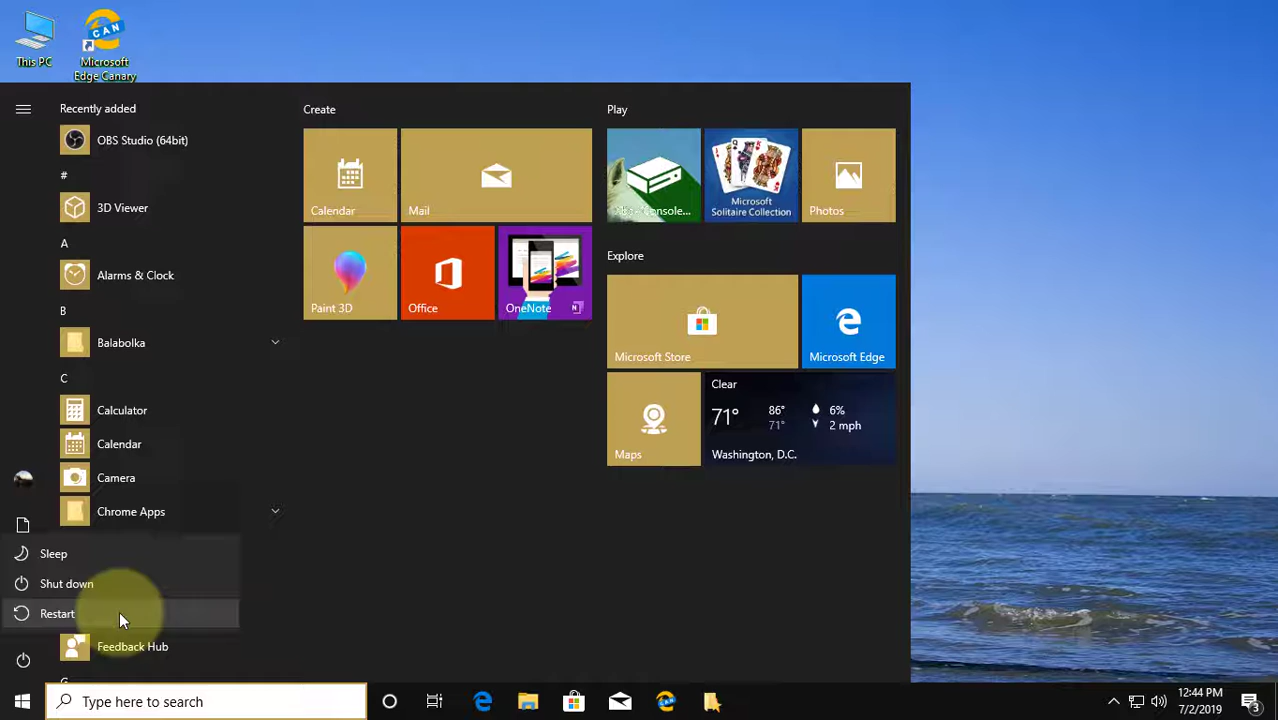 This PC
CAN
Microsoft
Edge Canary
Recently added
OBS Studio (64bit)
#
3D Viewer
A
Alarms & Clock
B
Balabolka
C
Calculator
Calendar
Camera
Chrome Apps
Sleep
Shut down
Restart
Feedback Hub
Create
Calendar
Mail
Paint 3D
Office
OneNote
Play
Console...
Microsoft
Solitaire Collection
Photos
Explore
Microsoft Store
Microsoft Edge
Maps
Clear
71°
86°
71°
6%
2 mph
Washington, D.C.
Type here to search
12:44 PM
7/2/2019
3